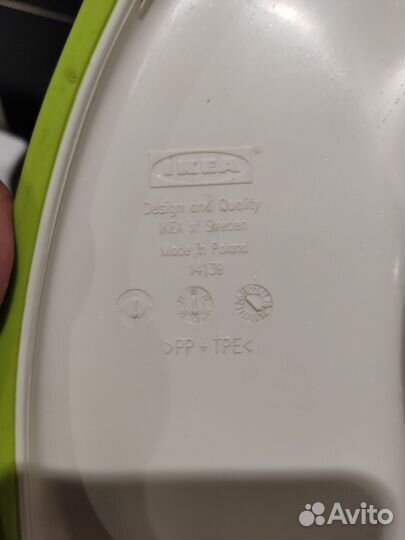 IKEA®
Design and Quality
IKEA of Sweden
Made in Poland
14139
>PP + TPE<
Avito